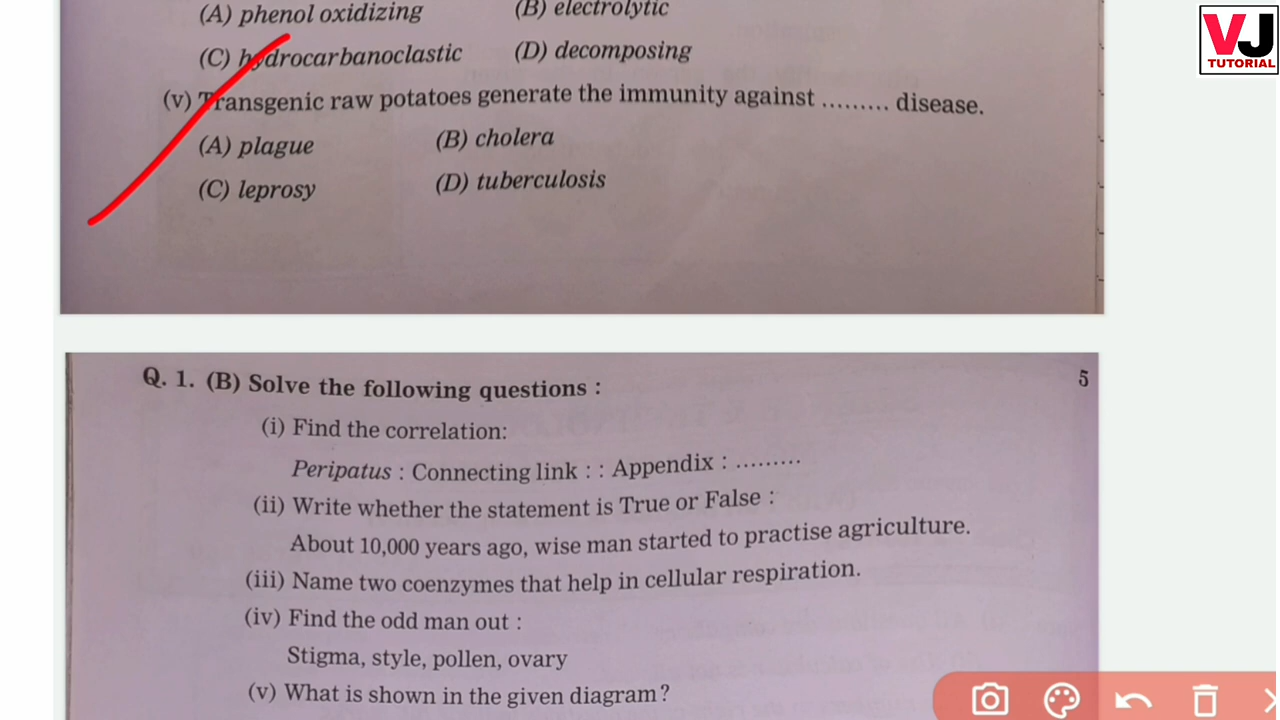 (A) phenol oxidizing (B) electrolytic
(C) hydrocarbanoclastic (D) decomposing
(v) Transgenic raw potatoes generate the immunity against ......... disease.
(A) plague (B) cholera
(C) leprosy (D) tuberculosis
VJ
TUTORIAL
Q. 1. (B) Solve the following questions : 5
(i) Find the correlation:
Peripatus : Connecting link : : Appendix : .........
(ii) Write whether the statement is True or False :
About 10,000 years ago, wise man started to practise agriculture.
(iii) Name two coenzymes that help in cellular respiration.
(iv) Find the odd man out :
Stigma, style, pollen, ovary
(v) What is shown in the given diagram?